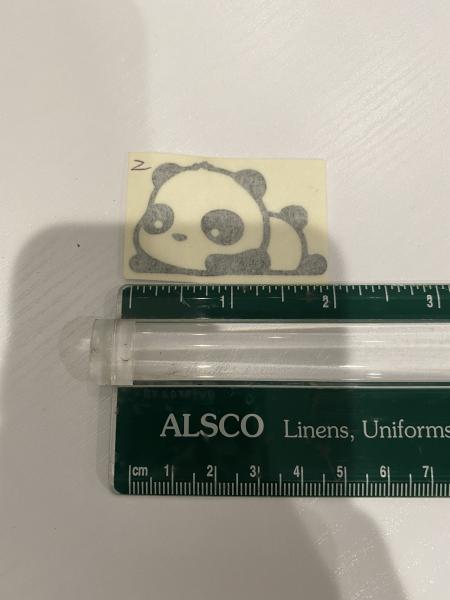 2
1 2 3
ALSCO Linens, Uniforms
cm 1 2 3 4 5 6 7